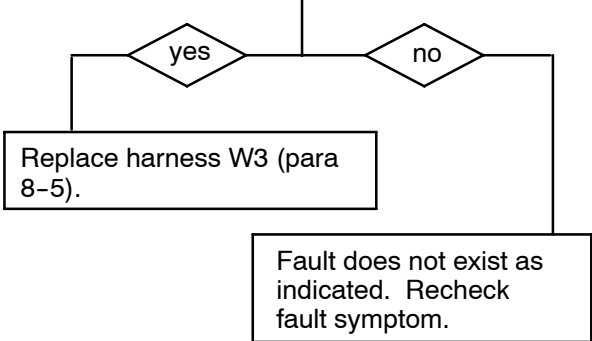 yes
no
Replace harness W3 (para
8-5).
Fault does not exist as
indicated.  Recheck
fault symptom.